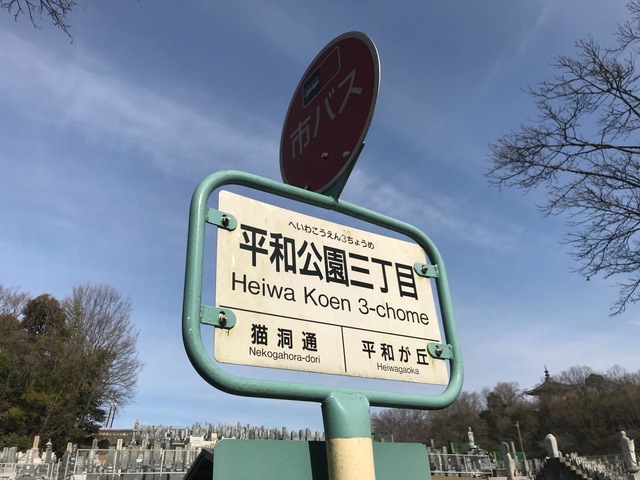 市バス
へいわこうえん3ちょうめ
平和公園三丁目
Heiwa Koen 3-chome
猫洞通
Nekogahora-dori
平和が丘
Heiwagaoka